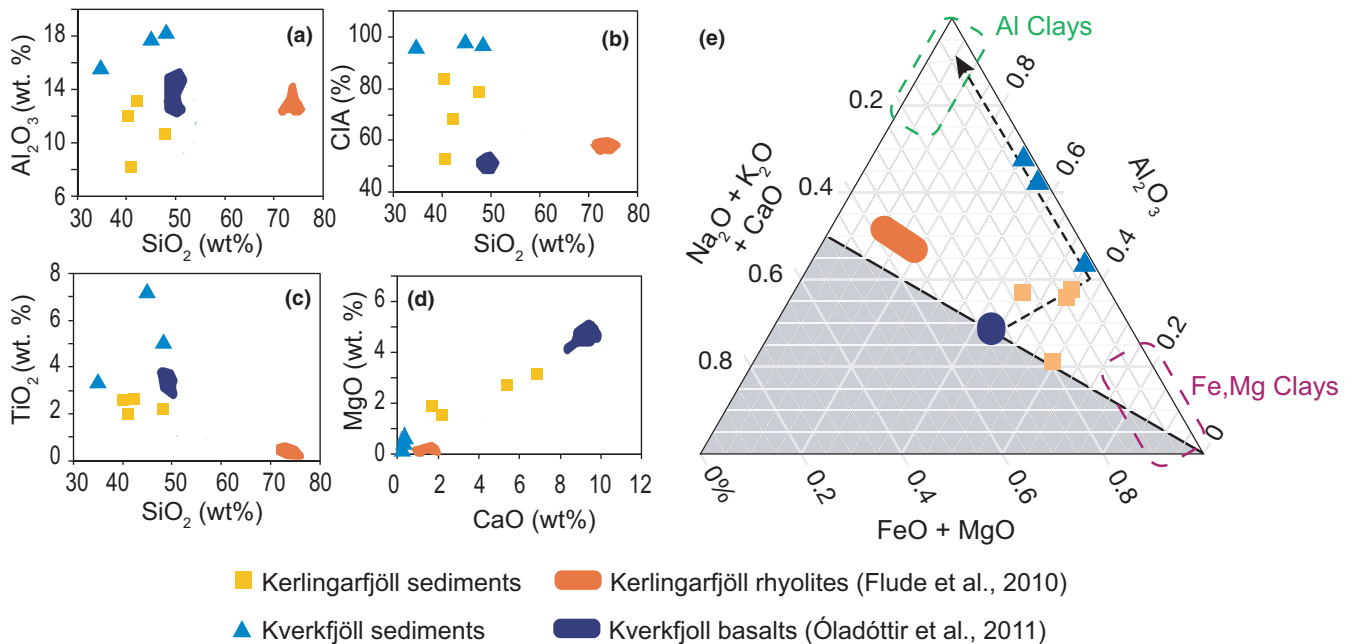 (a)
Al₂O₃ (wt. %)
18
14
10
6
30 40 50 60 70 80
SiO₂ (wt%)
(b)
CIA (%)
100
80
60
40
30 40 50 60 70 80
SiO₂ (wt%)
(c)
TiO₂ (wt. %)
8
6
4
2
0
30 40 50 60 70 80
SiO₂ (wt%)
(d)
MgO (wt. %)
6
4
2
0
0 2 4 6 8 10 12
CaO (wt%)
(e)
Al Clays
0.2
0.4
0.6
0.8
Na₂O + K₂O
+ CaO
0.8
0.6
0.4
0.2
0
Al₂O₃
Fe,Mg Clays
0%
0.2
0.4
0.6
0.8
FeO + MgO
Kerlingarfjöll sediments
Kerlingarfjöll rhyolites (Flude et al., 2010)
Kverkfjöll sediments
Kverkfjoll basalts (Óladóttir et al., 2011)